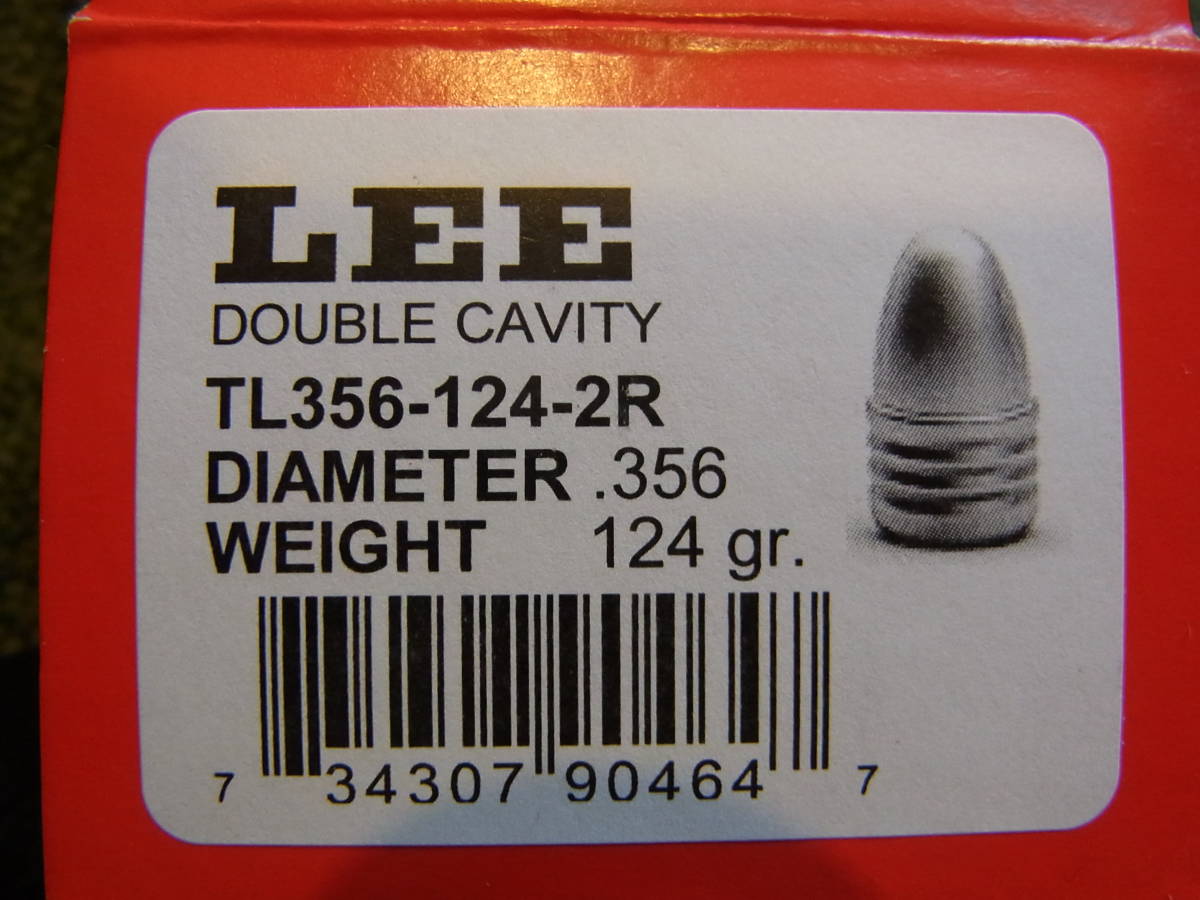 LEE
DOUBLE CAVITY
TL356-124-2R
DIAMETER .356
WEIGHT 124 gr.
7 34307 90464 7